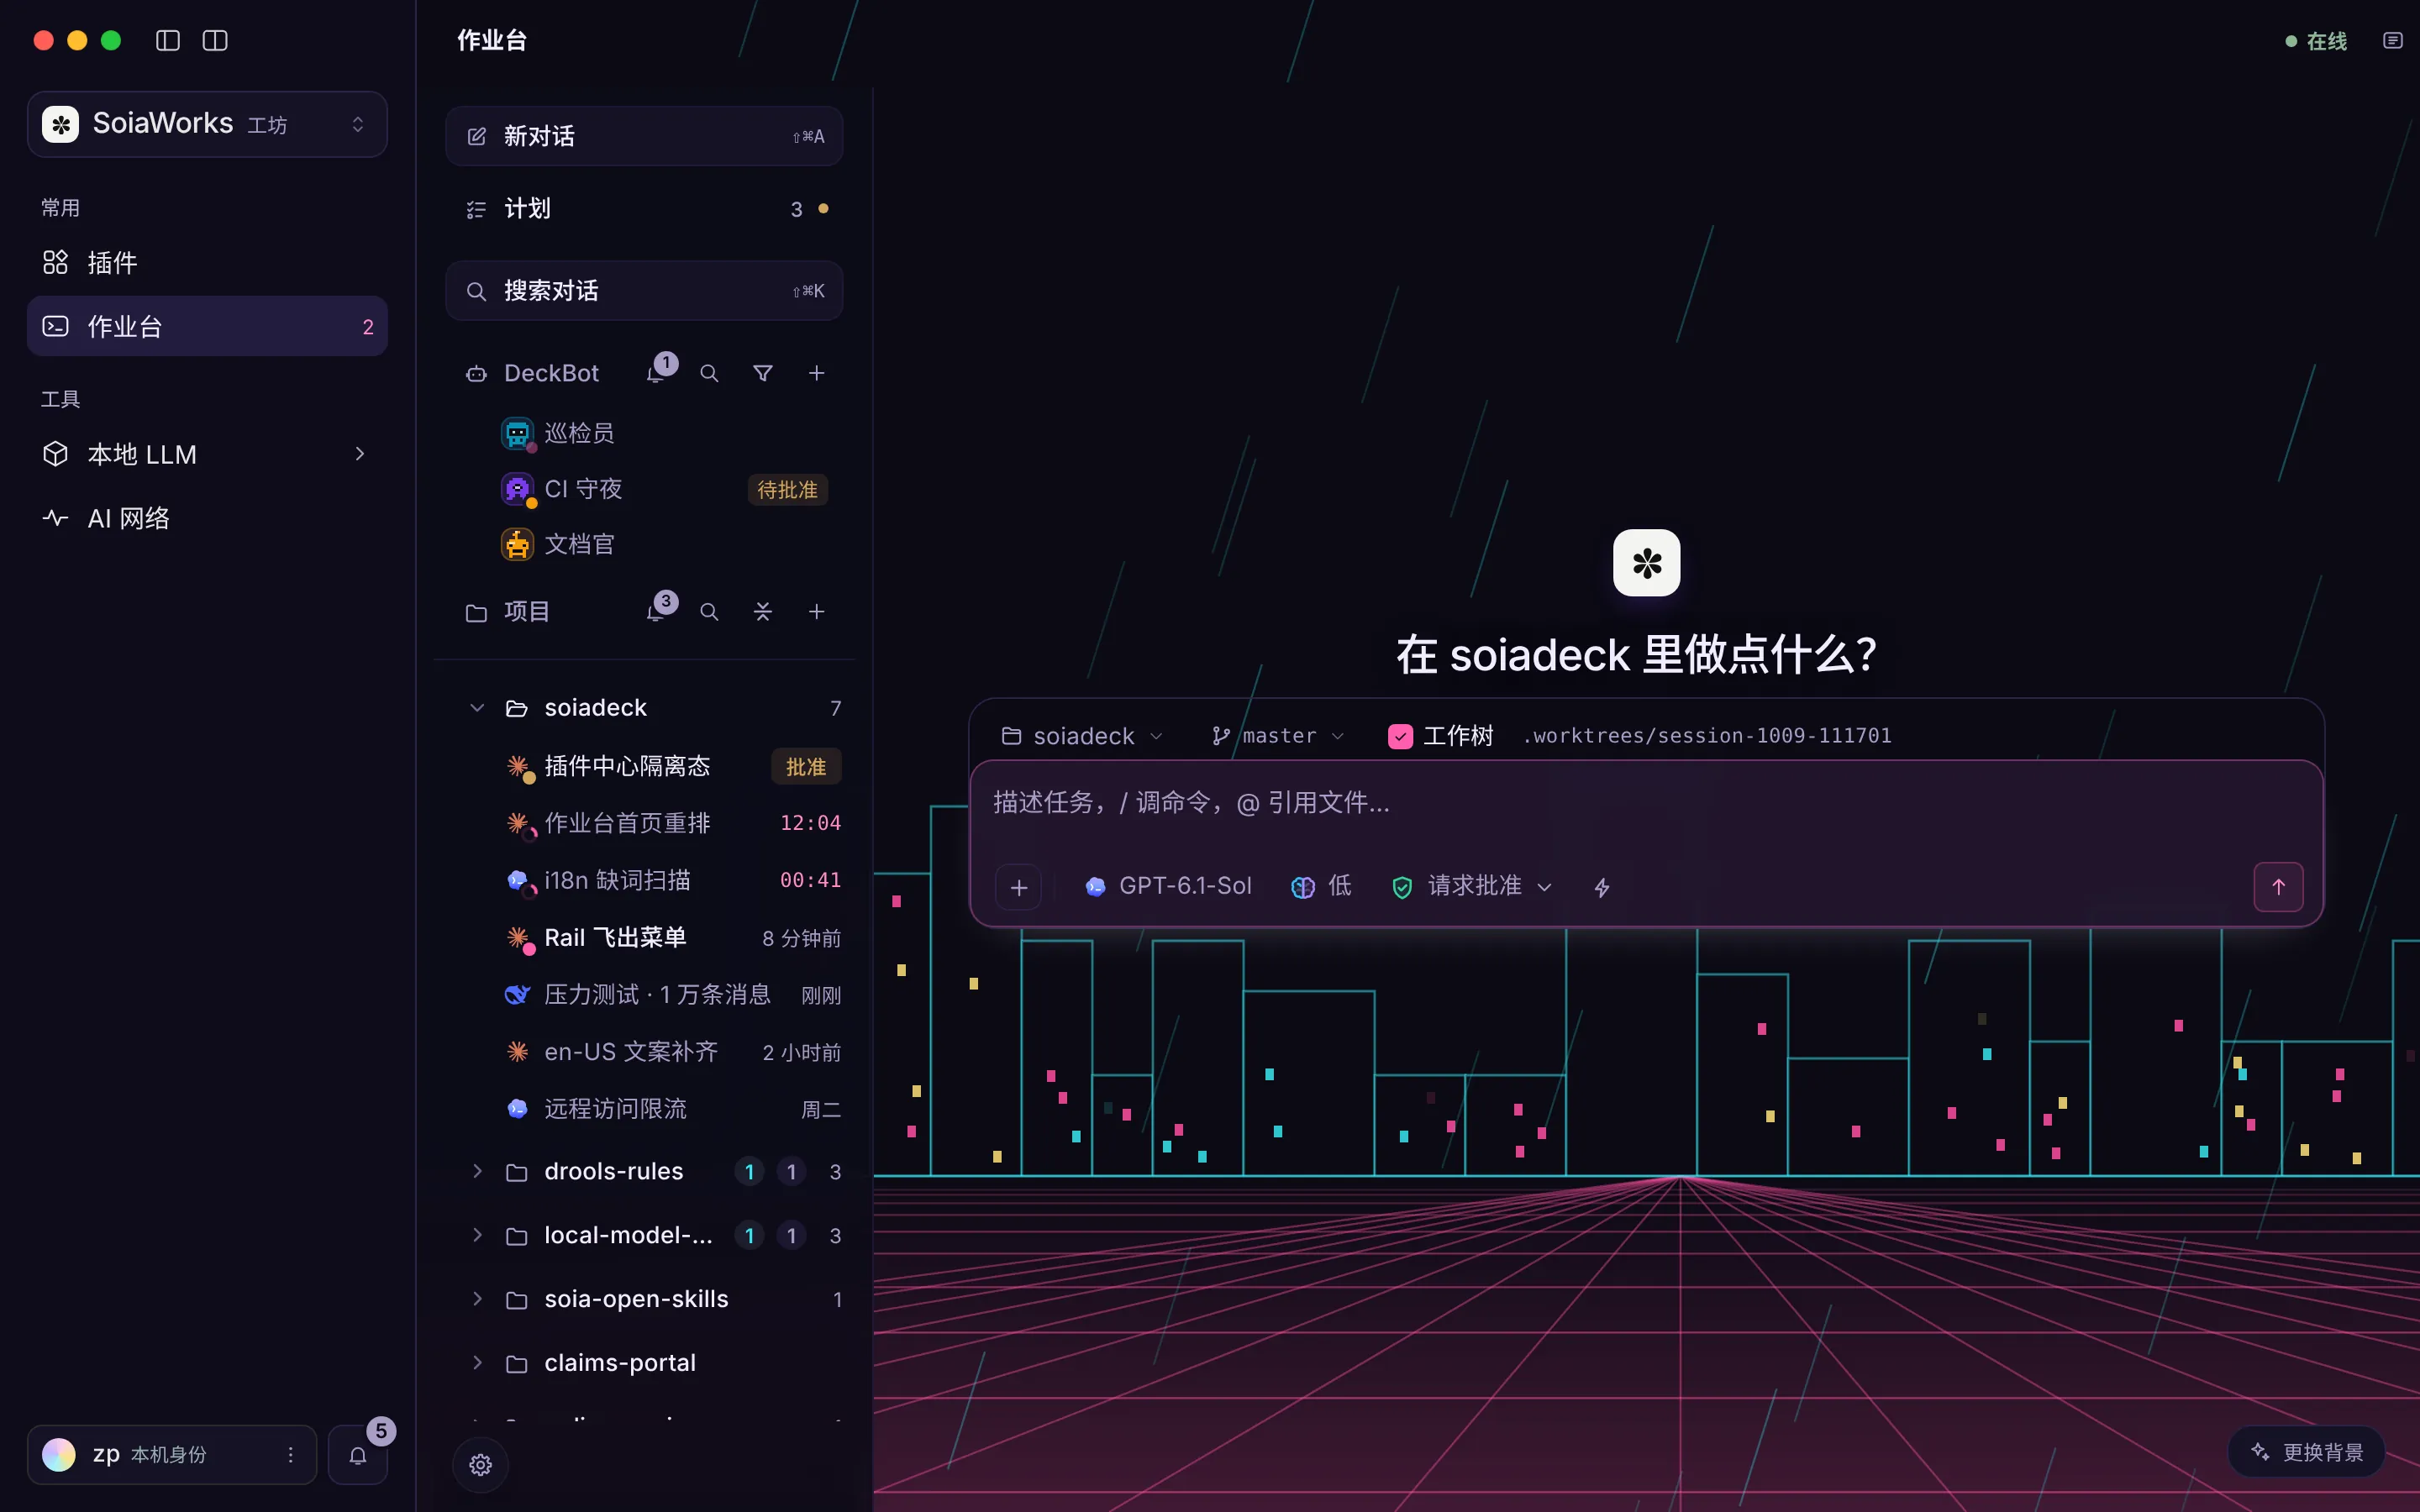 作业台
在线
SoiaWorks 工坊
常用
插件
作业台 2
工具
本地 LLM
AI 网络
zp 本机身份
5
新对话 ⇧⌘A
计划 3
搜索对话 ⇧⌘K
DeckBot 1
巡检员
CI 守夜 待批准
文档官
项目 3
soiadeck 7
插件中心隔离态 批准
作业台首页重排 12:04
i18n 缺词扫描 00:41
Rail 飞出菜单 8 分钟前
压力测试 · 1 万条消息 刚刚
en-US 文案补齐 2 小时前
远程访问限流 周二
drools-rules 1 1 3
local-model-... 1 1 3
soia-open-skills 1
claims-portal
在 soiadeck 里做点什么？
soiadeck master 工作树 .worktrees/session-1009-111701
描述任务，/ 调命令，@ 引用文件...
GPT-6.1-Sol 低 请求批准
更换背景